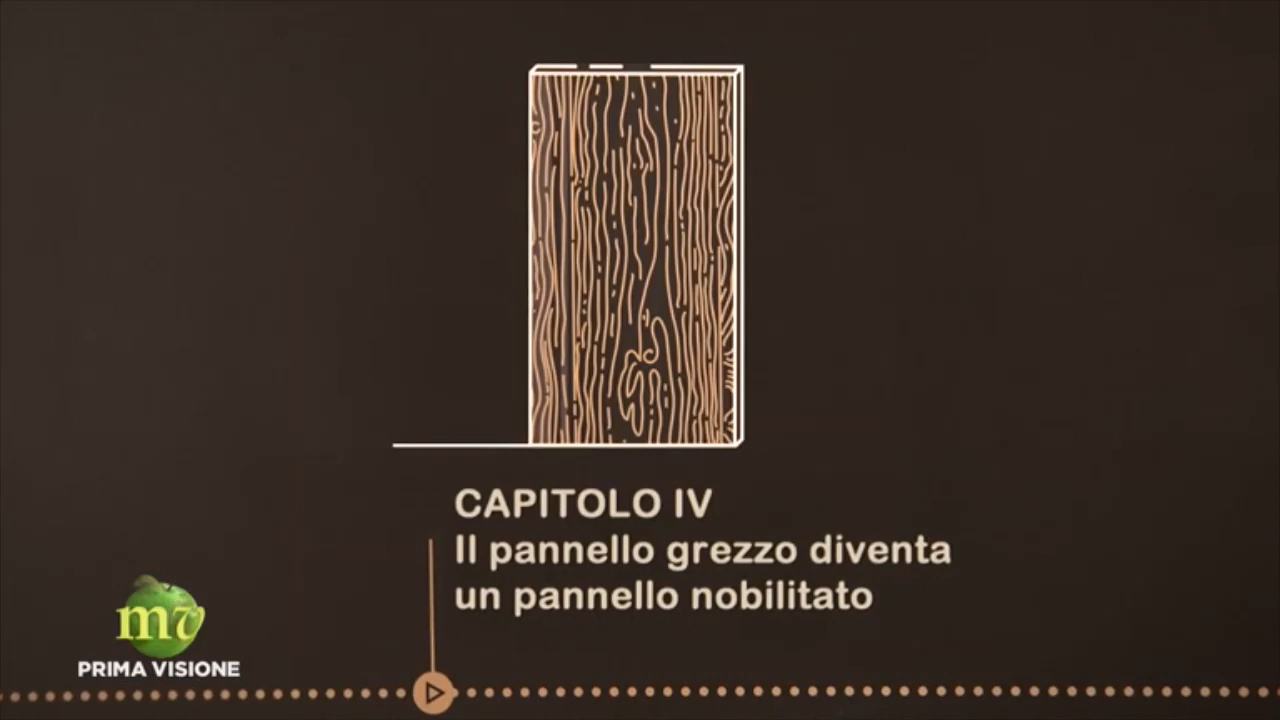 CAPITOLO IV
Il pannello grezzo diventa
un pannello nobilitato
mv
PRIMA VISIONE